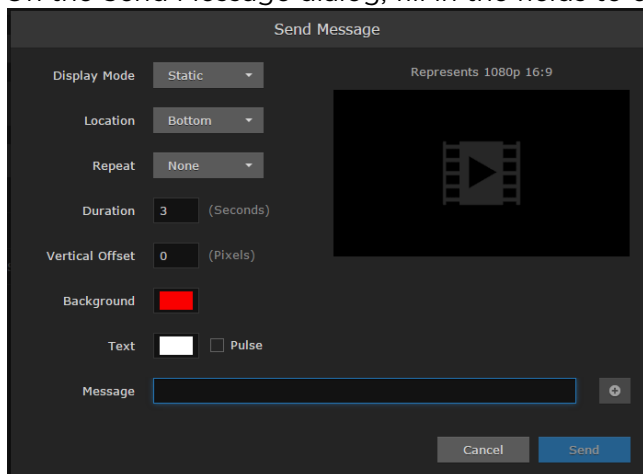 On the Send Message dialog, fill in the fields to
Send Message
Display Mode Static Represents 1080p 16:9
Location Bottom
Repeat None
Duration 3 (Seconds)
Vertical Offset 0 (Pixels)
Background
Text Pulse
Message
Cancel Send